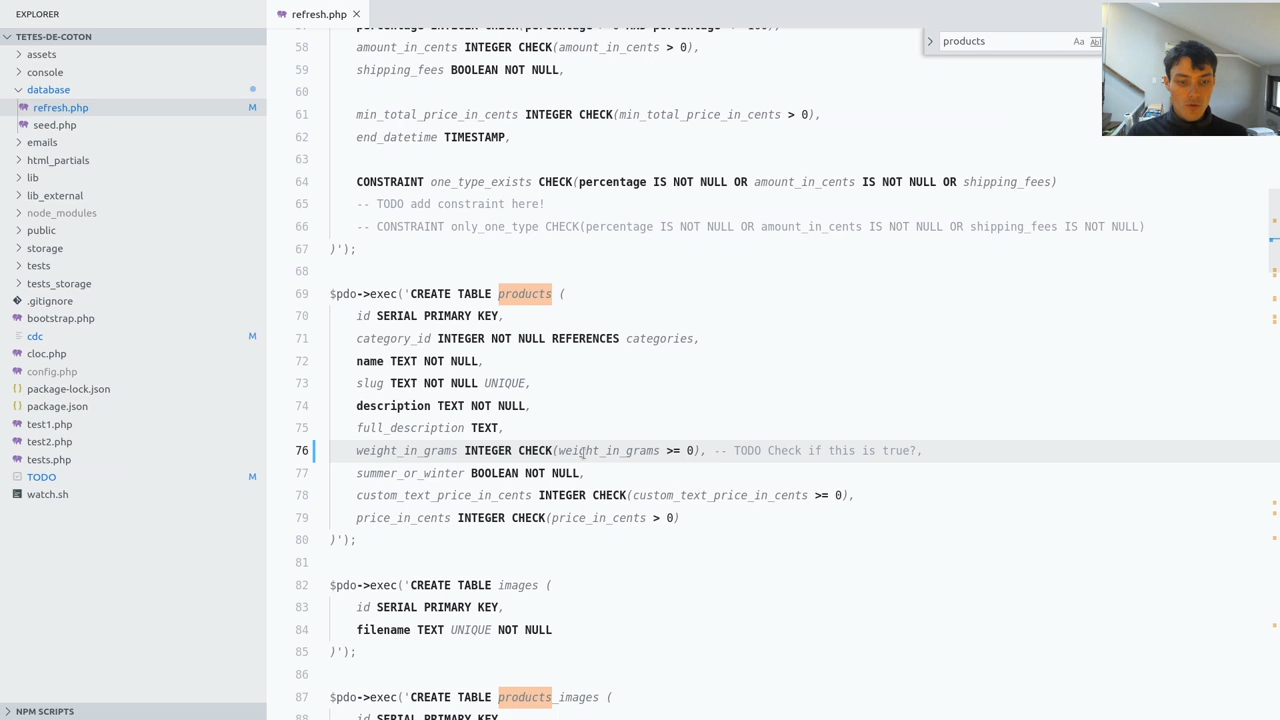 EXPLORER
TETES-DE-COTON
assets
console
database
refresh.php M
seed.php
emails
html_partials
lib
lib_external
node_modules
public
storage
tests
tests_storage
.gitignore
bootstrap.php
cdc M
cloc.php
config.php
package-lock.json
package.json
test1.php
test2.php
tests.php
TODO M
watch.sh
NPM SCRIPTS
refresh.php
products
Aa
Abl
58 amount_in_cents INTEGER CHECK(amount_in_cents > 0),
59 shipping_fees BOOLEAN NOT NULL,
60
61 min_total_price_in_cents INTEGER CHECK(min_total_price_in_cents > 0),
62 end_datetime TIMESTAMP,
63
64 CONSTRAINT one_type_exists CHECK(percentage IS NOT NULL OR amount_in_cents IS NOT NULL OR shipping_fees)
65 -- TODO add constraint here!
66 -- CONSTRAINT only_one_type CHECK(percentage IS NOT NULL OR amount_in_cents IS NOT NULL OR shipping_fees IS NOT NULL)
67 )');
68
69 $pdo->exec('CREATE TABLE products (
70 id SERIAL PRIMARY KEY,
71 category_id INTEGER NOT NULL REFERENCES categories,
72 name TEXT NOT NULL,
73 slug TEXT NOT NULL UNIQUE,
74 description TEXT NOT NULL,
75 full_description TEXT,
76 weight_in_grams INTEGER CHECK(weight_in_grams >= 0), -- TODO Check if this is true?,
77 summer_or_winter BOOLEAN NOT NULL,
78 custom_text_price_in_cents INTEGER CHECK(custom_text_price_in_cents >= 0),
79 price_in_cents INTEGER CHECK(price_in_cents > 0)
80 )');
81
82 $pdo->exec('CREATE TABLE images (
83 id SERIAL PRIMARY KEY,
84 filename TEXT UNIQUE NOT NULL
85 )');
86
87 $pdo->exec('CREATE TABLE products_images (
88 id SERIAL PRIMARY KEY,